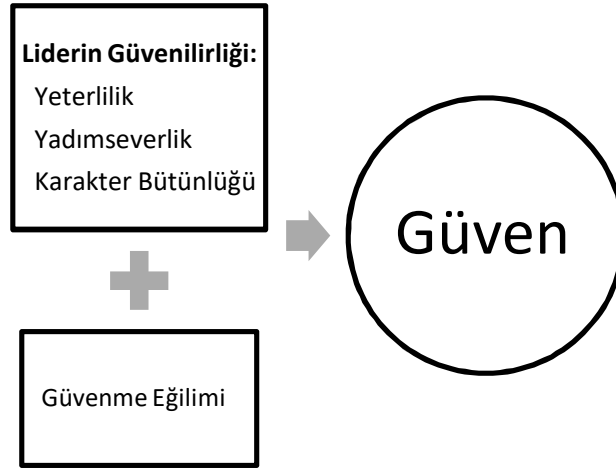 Liderin Güvenilirliği:
Yeterlilik
Yadımseverlik
Karakter Bütünlüğü
Güven
Güvenme Eğilimi